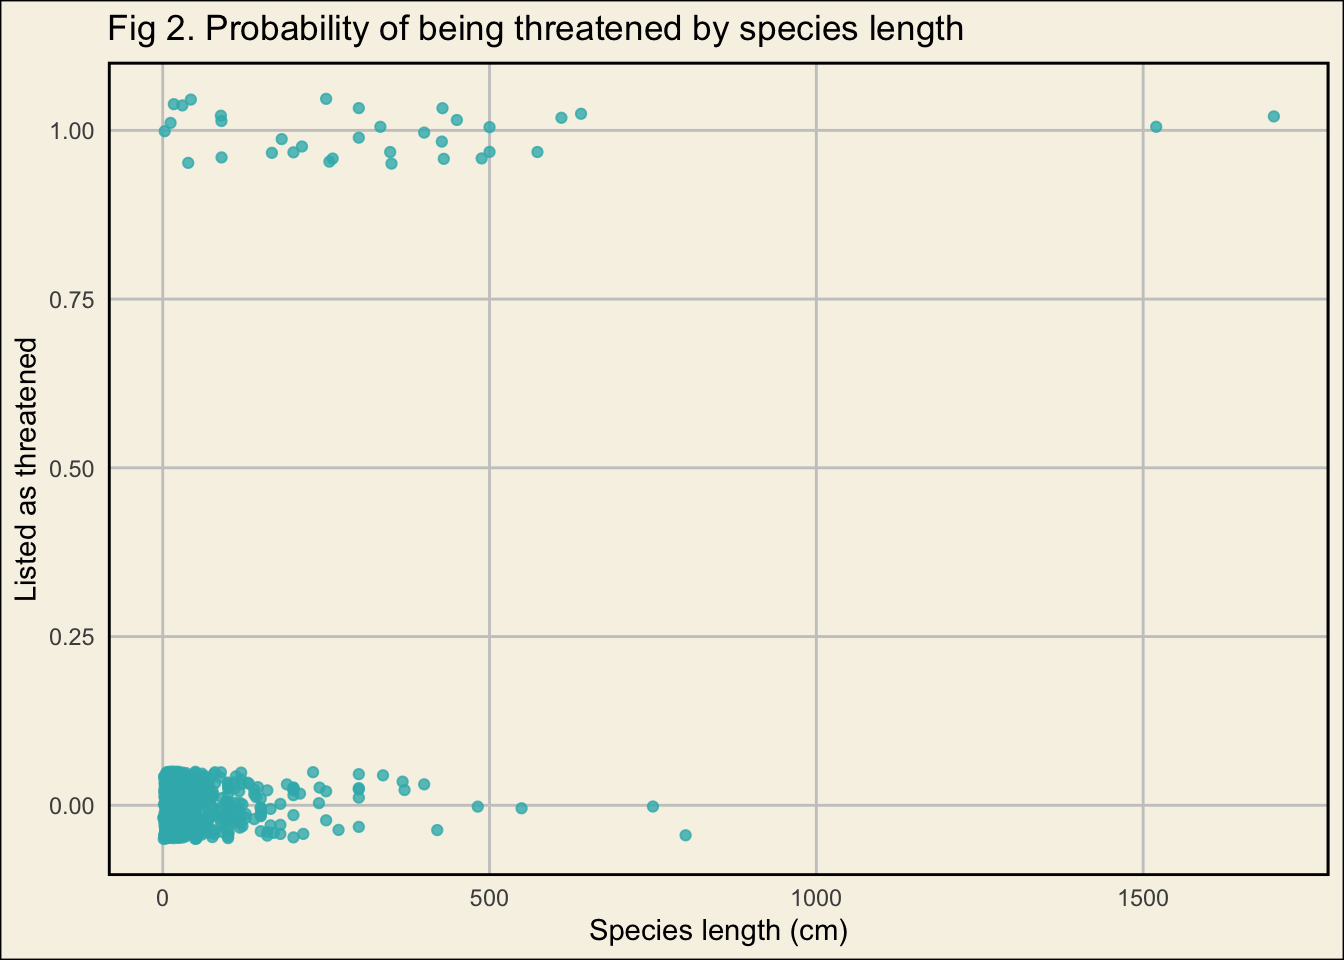 Fig 2. Probability of being threatened by species length
Listed as threatened
1.00
0.75
0.50
0.25
0.00
0 500 1000 1500
Species length (cm)